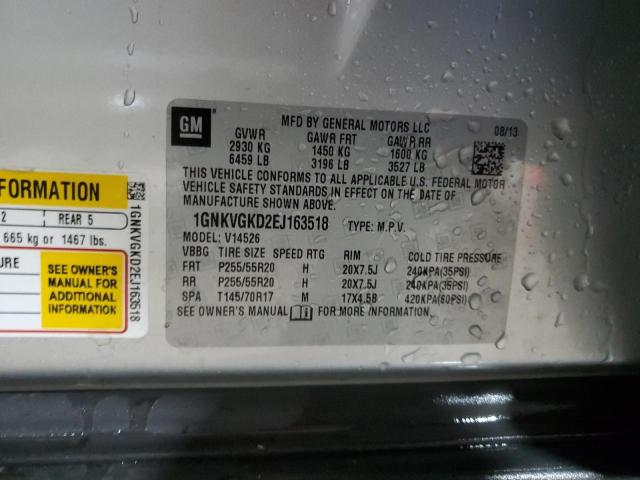 GM
MFD BY GENERAL MOTORS LLC
08/13
GVWR GAWR FRT GAWR RR
2930 KG 1450 KG 1600 KG
6459 LB 3196 LB 3527 LB
THIS VEHICLE CONFORMS TO ALL APPLICABLE U.S. FEDERAL MOTOR
VEHICLE SAFETY STANDARDS IN EFFECT ON THE DATE OF
MANUFACTURE SHOWN ABOVE.
1GNKVGKD2EJ163518 TYPE: M.P.V.
MODEL: V14526
VBBG TIRE SIZE SPEED RTG RIM COLD TIRE PRESSURE
FRT P255/55R20 H 20X7.5J 240KPA(35PSI)
RR P255/55R20 H 20X7.5J 240KPA(35PSI)
SPA T145/70R17 M 17X4.5B 420KPA(60PSI)
SEE OWNER'S MANUAL FOR MORE INFORMATION.
FORMATION
2 REAR 5
665 kg or 1467 lbs.
URE
SEE OWNER'S
MANUAL FOR
ADDITIONAL
INFORMATION
1GNKVGKD2EJ163518